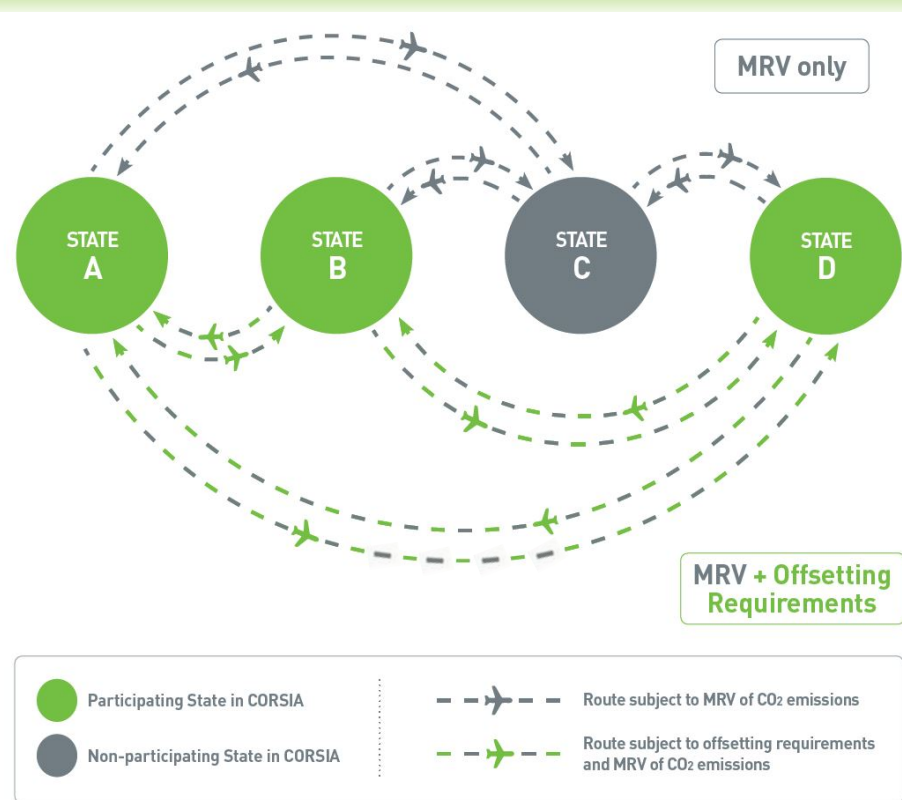 MRV only
STATE
A
STATE
B
STATE
C
STATE
D
MRV + Offsetting
Requirements
Participating State in CORSIA
Non-participating State in CORSIA
Route subject to MRV of CO2 emissions
Route subject to offsetting requirements
and MRV of CO2 emissions